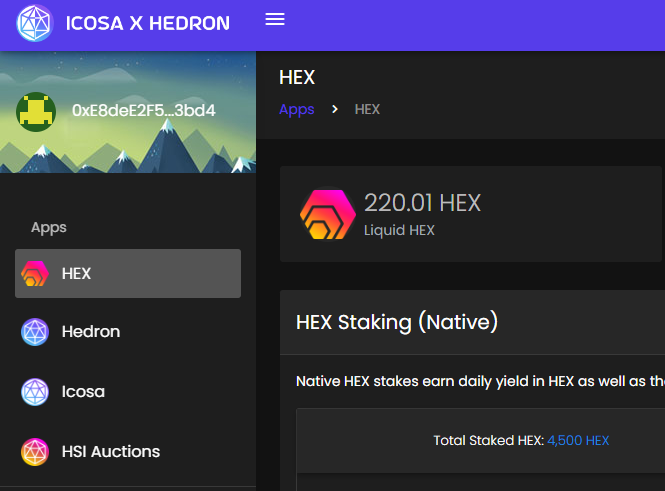 ICOSA X HEDRON
0xE8deE2F5...3bd4
Apps
HEX
Hedron
Icosa
HSI Auctions
HEX
Apps > HEX
220.01 HEX
Liquid HEX
HEX Staking (Native)
Native HEX stakes earn daily yield in HEX as well as the
Total Staked HEX: 4,500 HEX